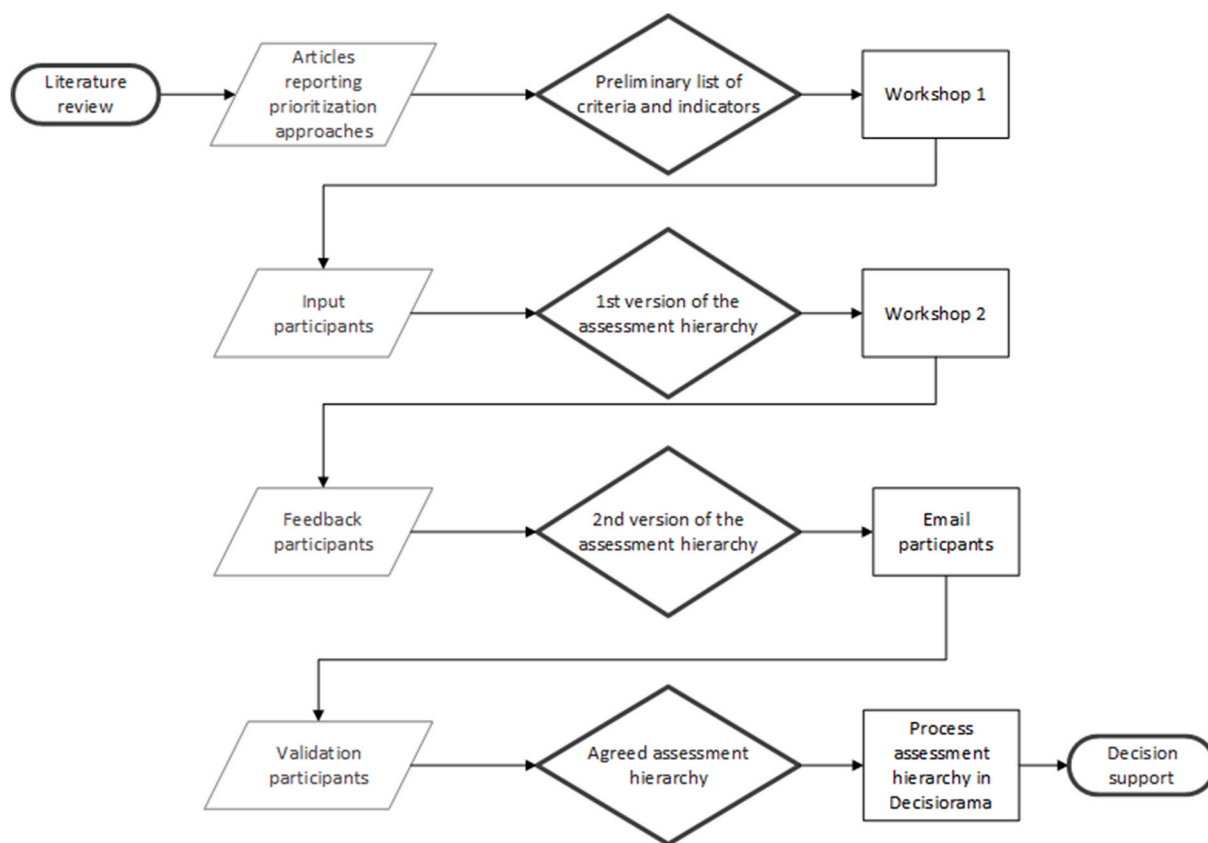 Literature
review
Articles
reporting
prioritization
approaches
Preliminary list of
criteria and indicators
Workshop 1
Input
participants
1st version of the
assessment hierarchy
Workshop 2
Feedback
participants
2nd version of the
assessment hierarchy
Email
particpants
Validation
participants
Agreed assessment
hierarchy
Process
assessment
hierarchy in
Decisiorama
Decision
support